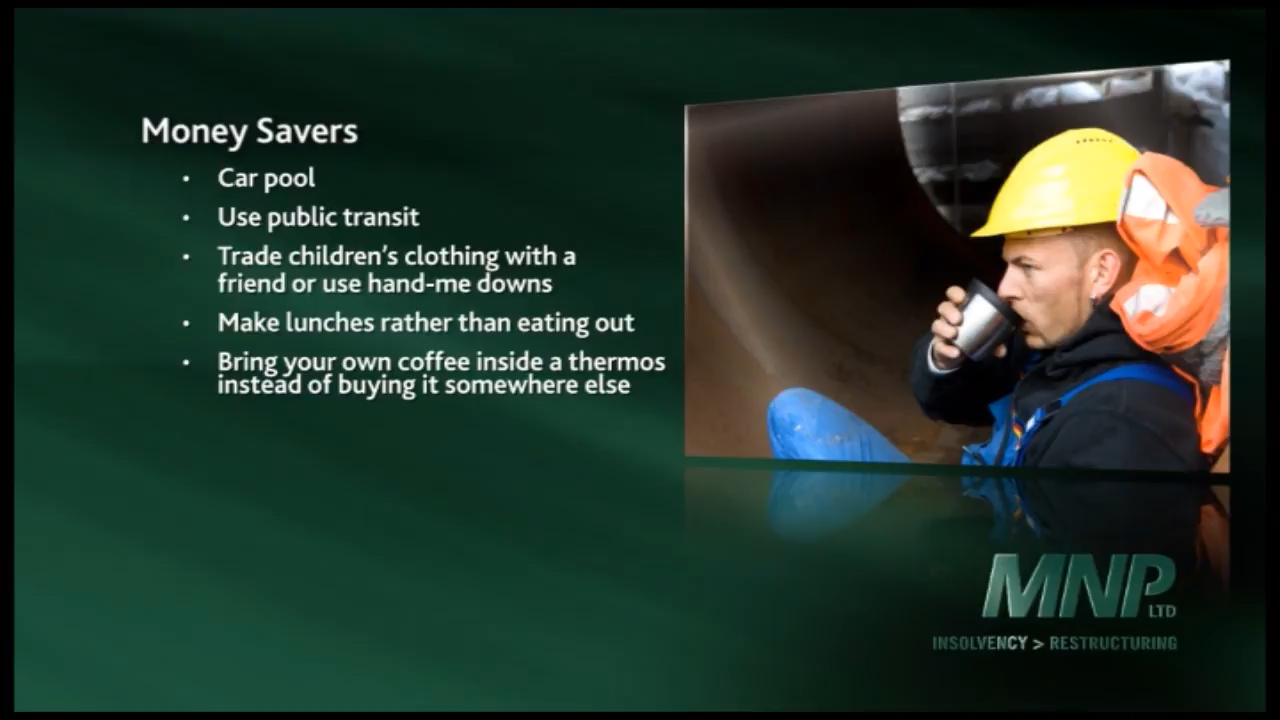 Money Savers
• Car pool
• Use public transit
• Trade children's clothing with a
friend or use hand-me downs
• Make lunches rather than eating out
• Bring your own coffee inside a thermos
instead of buying it somewhere else
MNP
LTD
INSOLVENCY > RESTRUCTURING